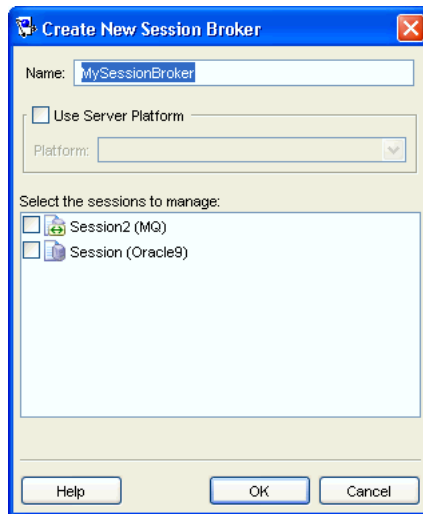 Create New Session Broker
Name: MySessionBroker
Use Server Platform
Platform:
Select the sessions to manage:
Session2 (MQ)
Session (Oracle9)
Help OK Cancel